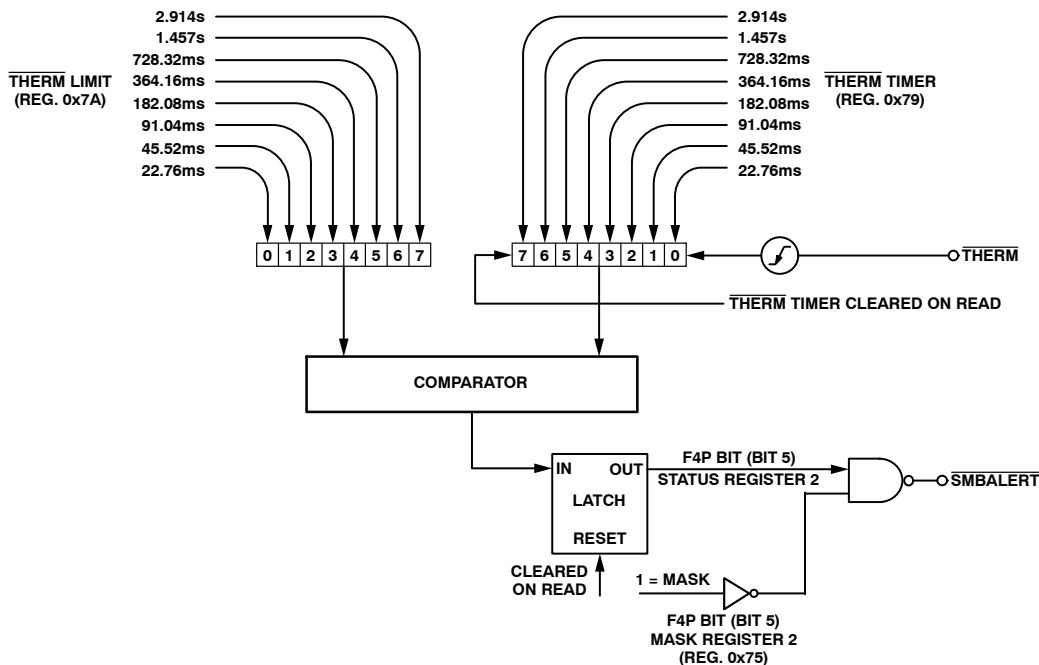 2.914s
1.457s
728.32ms
364.16ms
182.08ms
91.04ms
45.52ms
22.76ms
THERM LIMIT
(REG. 0x7A)
2.914s
1.457s
728.32ms
364.16ms
182.08ms
91.04ms
45.52ms
22.76ms
THERM TIMER
(REG. 0x79)
0 1 2 3 4 5 6 7
7 6 5 4 3 2 1 0
THERM
THERM TIMER CLEARED ON READ
COMPARATOR
IN OUT
LATCH
RESET
F4P BIT (BIT 5)
STATUS REGISTER 2
SMBALERT
CLEARED
ON READ
1 = MASK
F4P BIT (BIT 5)
MASK REGISTER 2
(REG. 0x75)